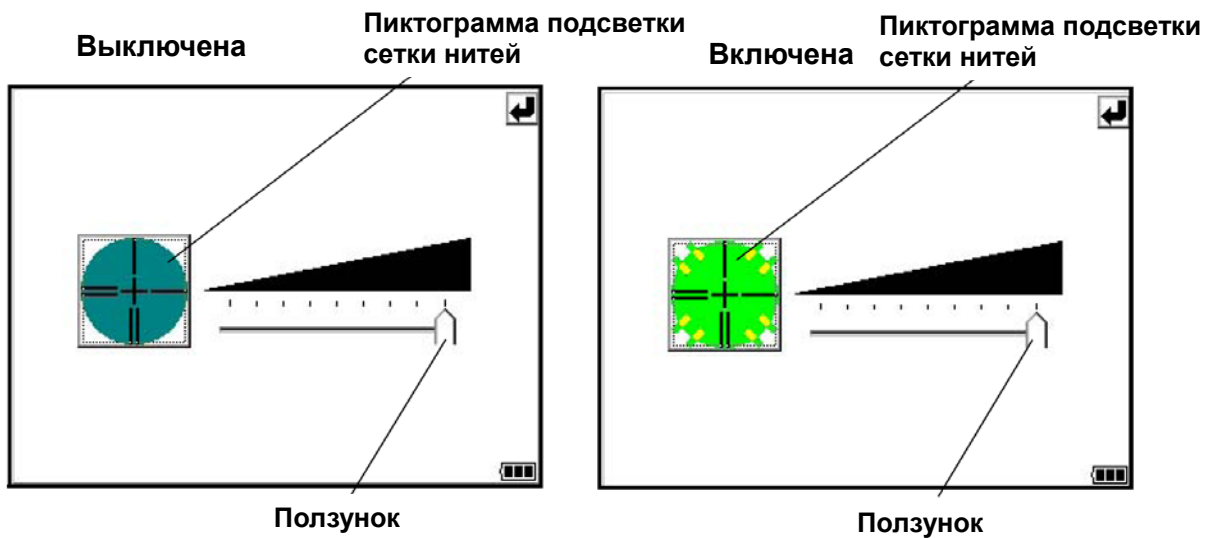 Выключена
Пиктограмма подсветки
сетки нитей
Включена
Пиктограмма подсветки
сетки нитей
Ползунок
Ползунок